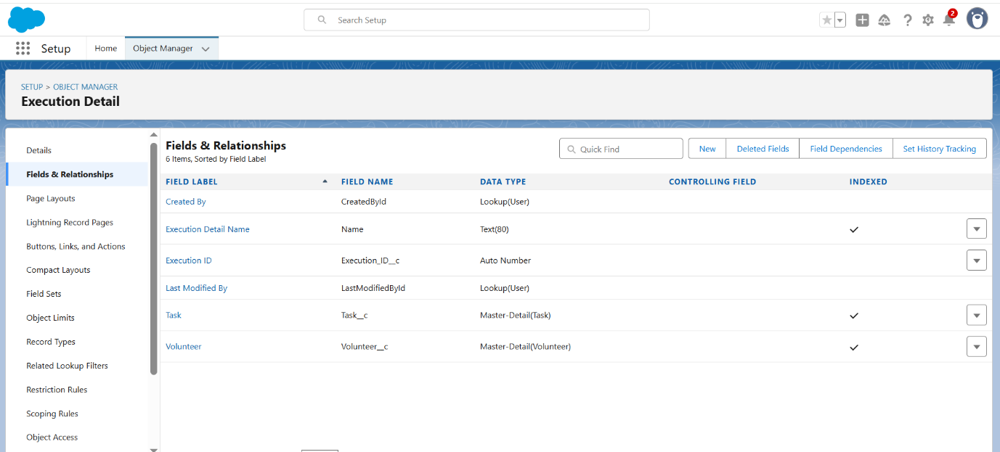 Search Setup
2
Setup Home Object Manager
SETUP > OBJECT MANAGER
Execution Detail
Details
Fields & Relationships
Page Layouts
Lightning Record Pages
Buttons, Links, and Actions
Compact Layouts
Field Sets
Object Limits
Record Types
Related Lookup Filters
Restriction Rules
Scoping Rules
Object Access
Fields & Relationships
6 Items, Sorted by Field Label
Quick Find New Deleted Fields Field Dependencies Set History Tracking
FIELD LABEL FIELD NAME DATA TYPE CONTROLLING FIELD INDEXED
Created By CreatedById Lookup(User)
Execution Detail Name Name Text(80)
Execution ID Execution_ID__c Auto Number
Last Modified By LastModifiedById Lookup(User)
Task Task__c Master-Detail(Task)
Volunteer Volunteer__c Master-Detail(Volunteer)